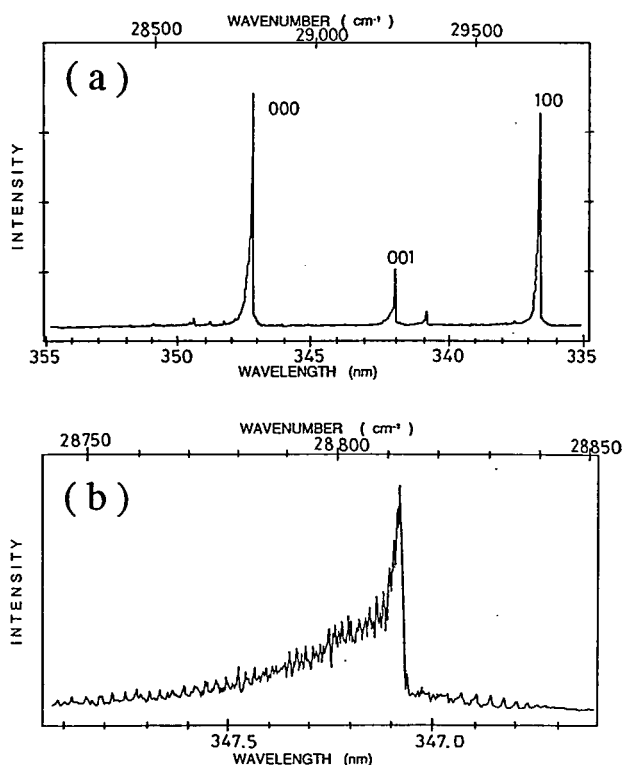 WAVENUMBER ( cm⁻¹ )
28500 29,000 29500
( a )
000
100
001
INTENSITY
355 350 345 340 335
WAVELENGTH (nm)
WAVENUMBER ( cm⁻¹ )
28750 28,800 28850
( b )
INTENSITY
347.5 347.0
WAVELENGTH (nm)